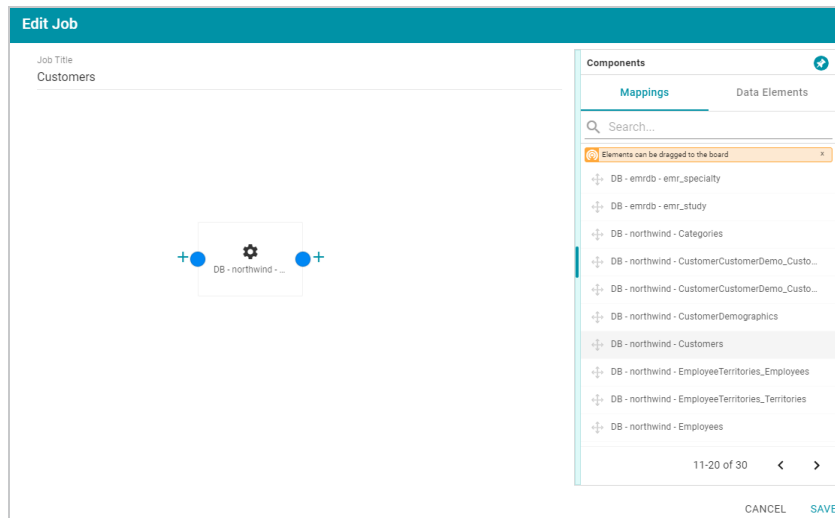 Edit Job
Job Title
Customers
+ +
DB - northwind - ...
Components
Mappings Data Elements
Search...
Elements can be dragged to the board x
DB - emrdb - emr_specialty
DB - emrdb - emr_study
DB - northwind - Categories
DB - northwind - CustomerCustomerDemo_Custo...
DB - northwind - CustomerCustomerDemo_Custo...
DB - northwind - CustomerDemographics
DB - northwind - Customers
DB - northwind - EmployeeTerritories_Employees
DB - northwind - EmployeeTerritories_Territories
DB - northwind - Employees
11-20 of 30 < >
CANCEL SAVE